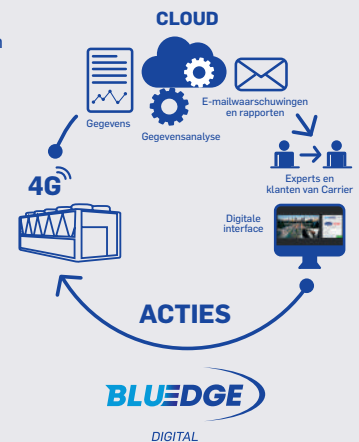 CLOUD
Gegevens
Gegevensanalyse
E-mailwaarschuwingen
en rapporten
4G
Experts en
klanten van Carrier
Digitale
interface
ACTIES
BLUEDGE
DIGITAL